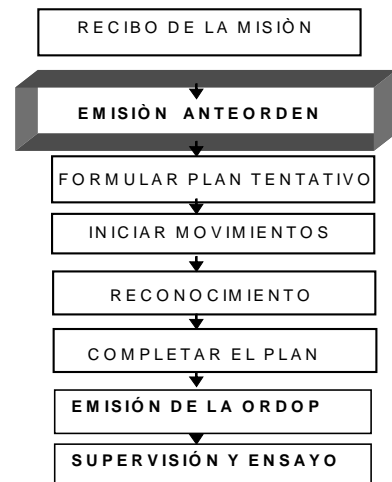 RECIBO DE LA MISIÒN
EMISIÒN ANTEORDEN
FORMULAR PLAN TENTATIVO
INICIAR MOVIMIENTOS
RECONOCIMIENTO
COMPLETAR EL PLAN
EMISIÓN DE LA ORDOP
SUPERVISIÓN Y ENSAYO